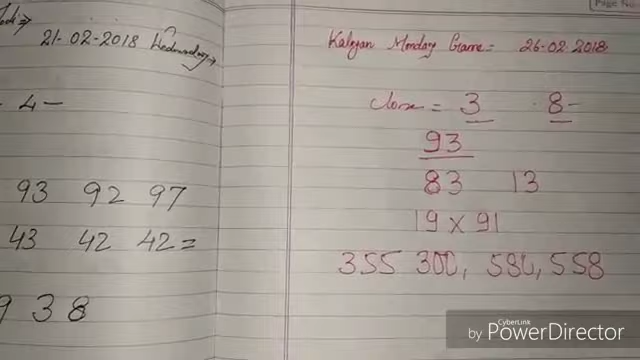 21-02-2018 Wednesday
- 4 -
93 92 97
43 42 42 =
9 3 8
Kalyan Monday Game = 26-02-2018
Close = 3 8-
93
83 13
19 x 91
355 300, 580, 558
by CyberLink PowerDirector